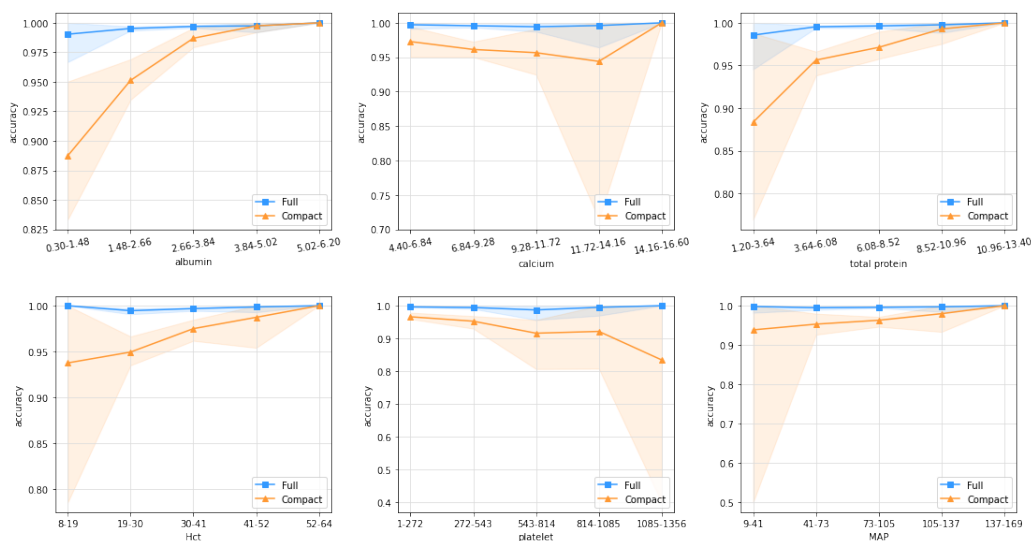 accuracy
1.000
0.975
0.950
0.925
0.900
0.875
0.850
0.825
Full
Compact
0.30-1.48 1.48-2.66 2.66-3.84 3.84-5.02 5.02-6.20
albumin
accuracy
1.00
0.95
0.90
0.85
0.80
0.75
0.70
Full
Compact
4.40-6.84 6.84-9.28 9.28-11.72 11.72-14.16 14.16-16.60
calcium
accuracy
1.00
0.95
0.90
0.85
0.80
Full
Compact
1.20-3.64 3.64-6.08 6.08-8.52 8.52-10.96 10.96-13.40
total protein
accuracy
1.00
0.95
0.90
0.85
0.80
Full
Compact
8-19 19-30 30-41 41-52 52-64
Hct
accuracy
1.0
0.9
0.8
0.7
0.6
0.5
0.4
Full
Compact
1-272 272-543 543-814 814-1085 1085-1356
platelet
accuracy
1.0
0.9
0.8
0.7
0.6
0.5
Full
Compact
9-41 41-73 73-105 105-137 137-169
MAP